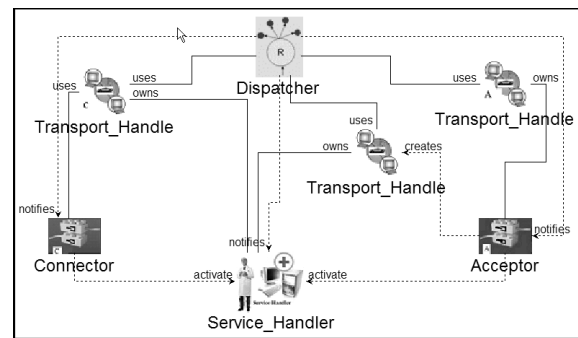 R
Dispatcher
uses
uses
owns
uses
owns
c
A
Transport_Handle
Transport_Handle
uses
owns
creates
Transport_Handle
notifies
notifies
notifies
C
A
Connector
Acceptor
activate
activate
ServiceHandler
Service_Handler